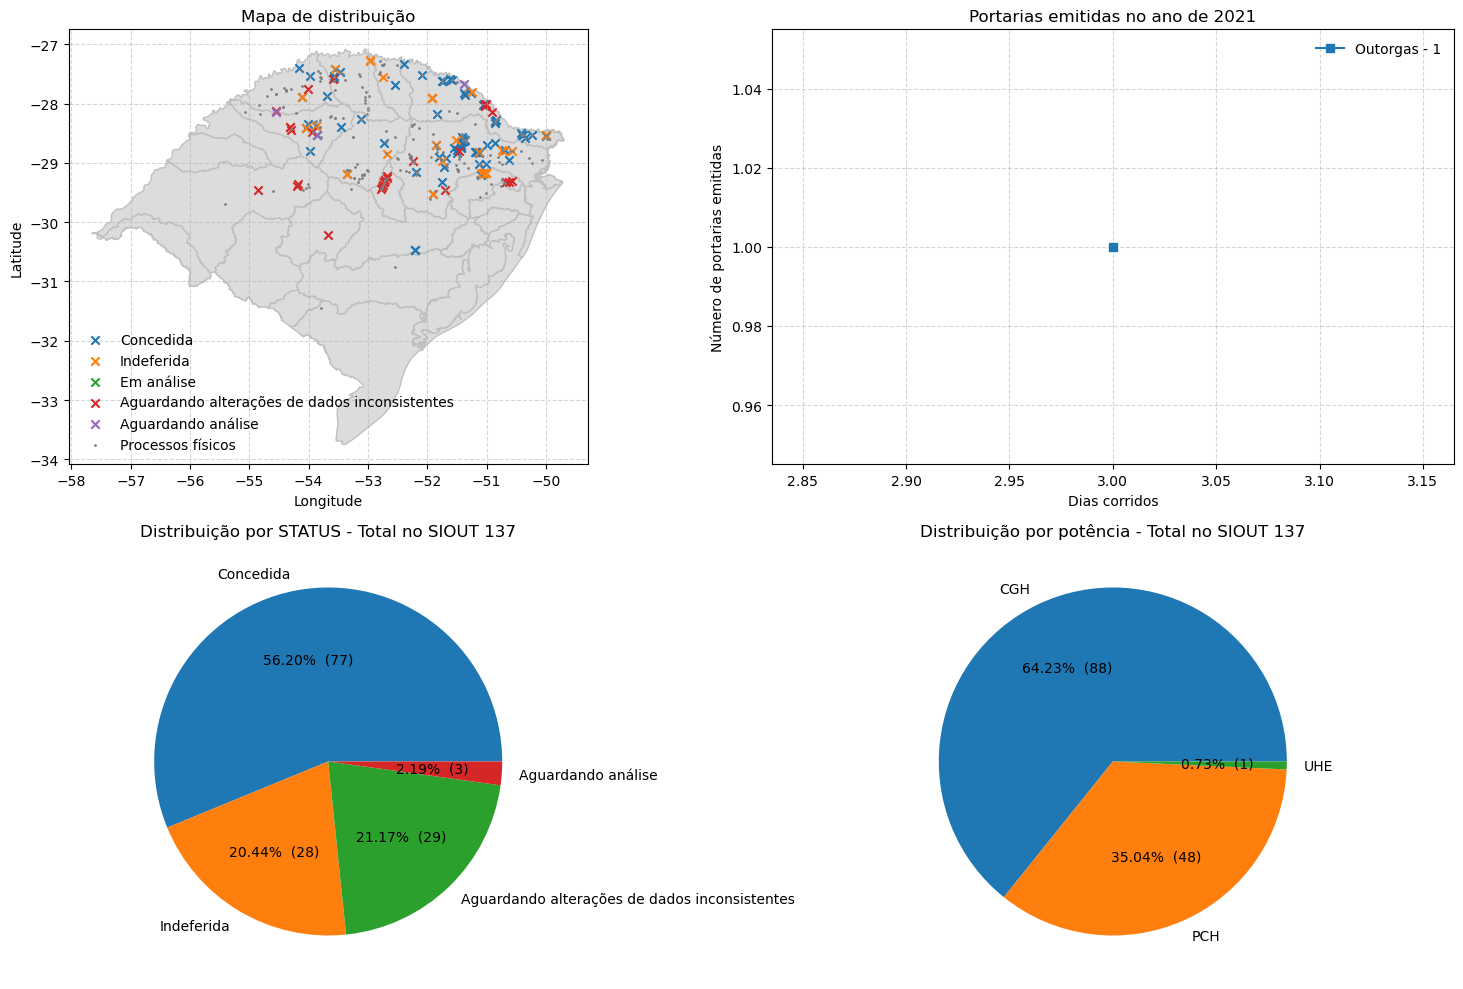 Mapa de distribuição
−27
−28
−29
−30
−31
−32
−33
−34
Latitude
Concedida
Indeferida
Em análise
Aguardando alterações de dados inconsistentes
Aguardando análise
Processos físicos
−58 −57 −56 −55 −54 −53 −52 −51 −50
Longitude
Portarias emitidas no ano de 2021
Outorgas - 1
1.04
1.02
1.00
0.98
0.96
Número de portarias emitidas
2.85 2.90 2.95 3.00 3.05 3.10 3.15
Dias corridos
Distribuição por STATUS - Total no SIOUT 137
Concedida
56.20% (77)
2.19% (3)
Aguardando análise
21.17% (29)
20.44% (28)
Aguardando alterações de dados inconsistentes
Indeferida
Distribuição por potência - Total no SIOUT 137
CGH
64.23% (88)
0.73% (1)
UHE
35.04% (48)
PCH